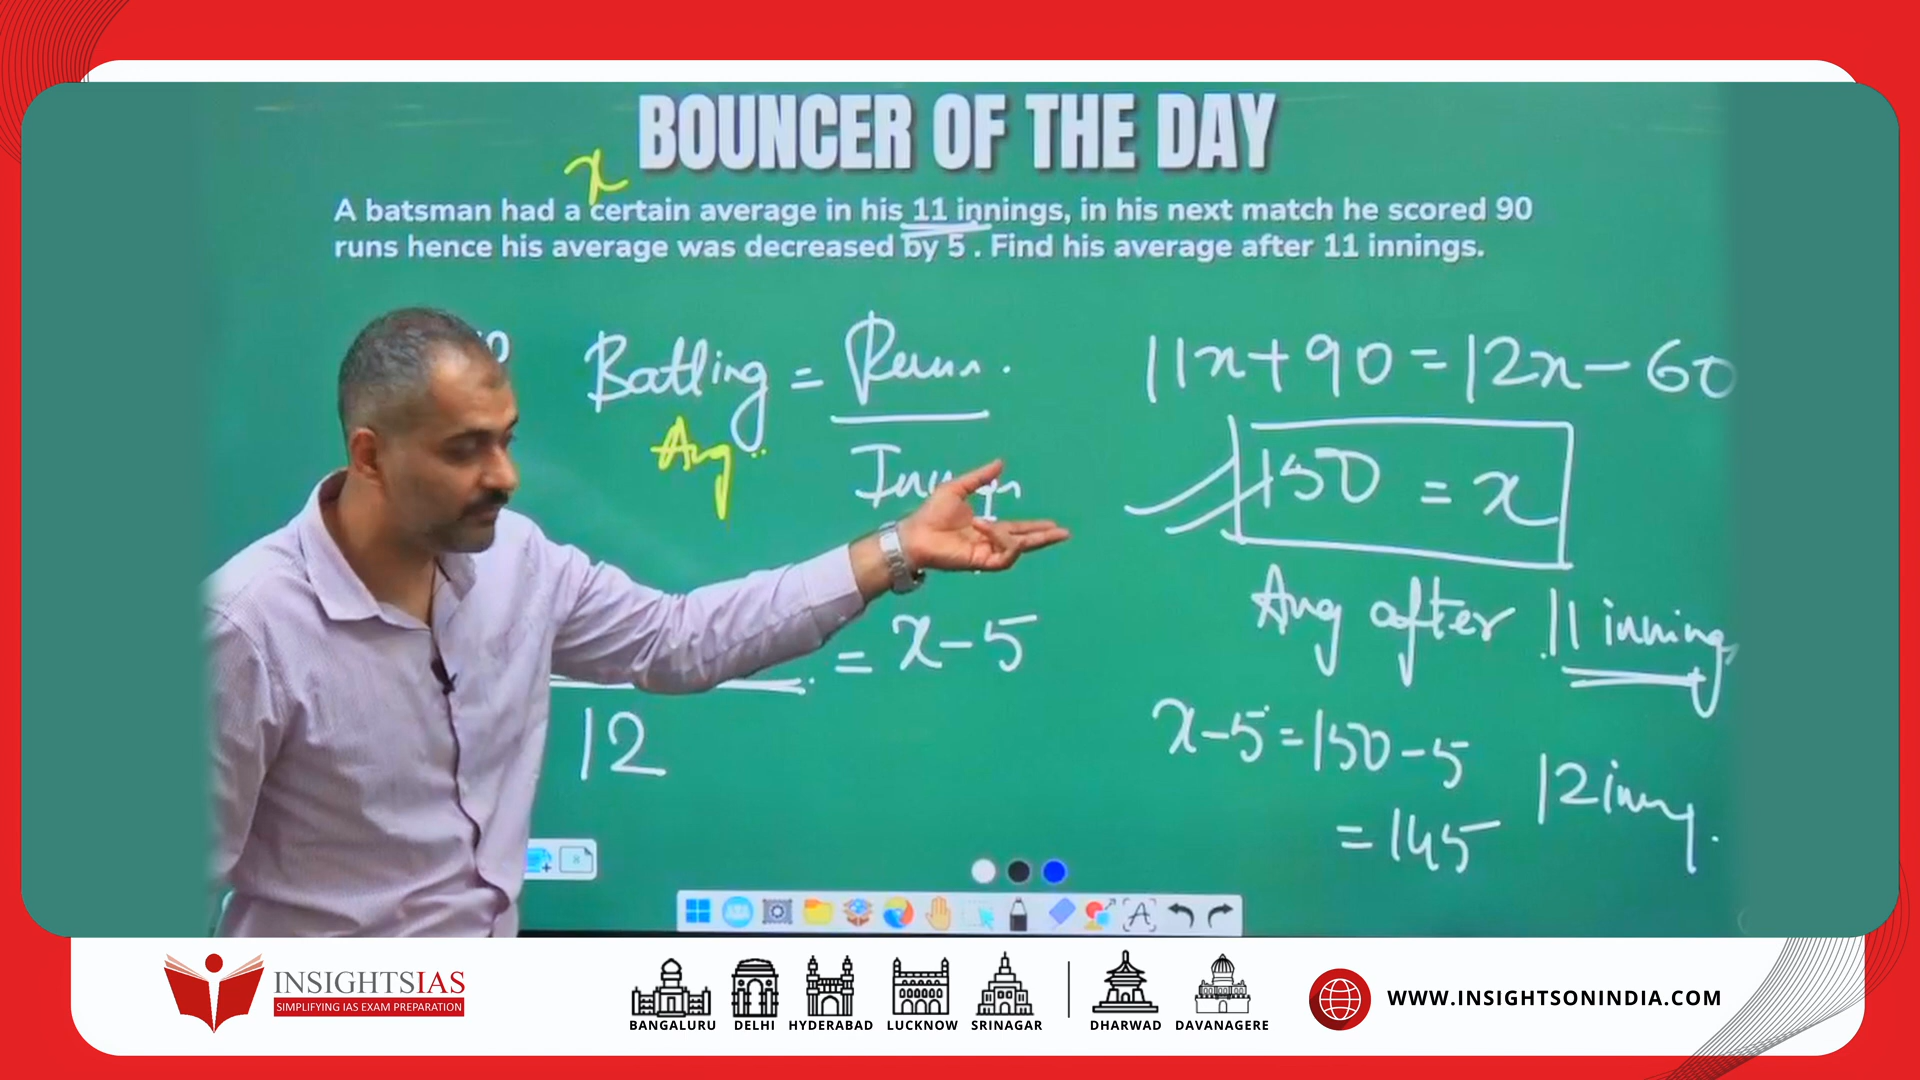 BOUNCER OF THE DAY
x
A batsman had a certain average in his 11 innings, in his next match he scored 90
runs hence his average was decreased by 5 . Find his average after 11 innings.
Batting = Runs.
Avg
Innings
= x-5
12
11x+90=12x-60
150 = x
Avg after 11 innings
x-5=150-5
=145
12 inng.
INSIGHTSIAS
SIMPLIFYING IAS EXAM PREPARATION
BANGALURU DELHI HYDERABAD LUCKNOW SRINAGAR DHARWAD DAVANAGERE
WWW.INSIGHTSONINDIA.COM